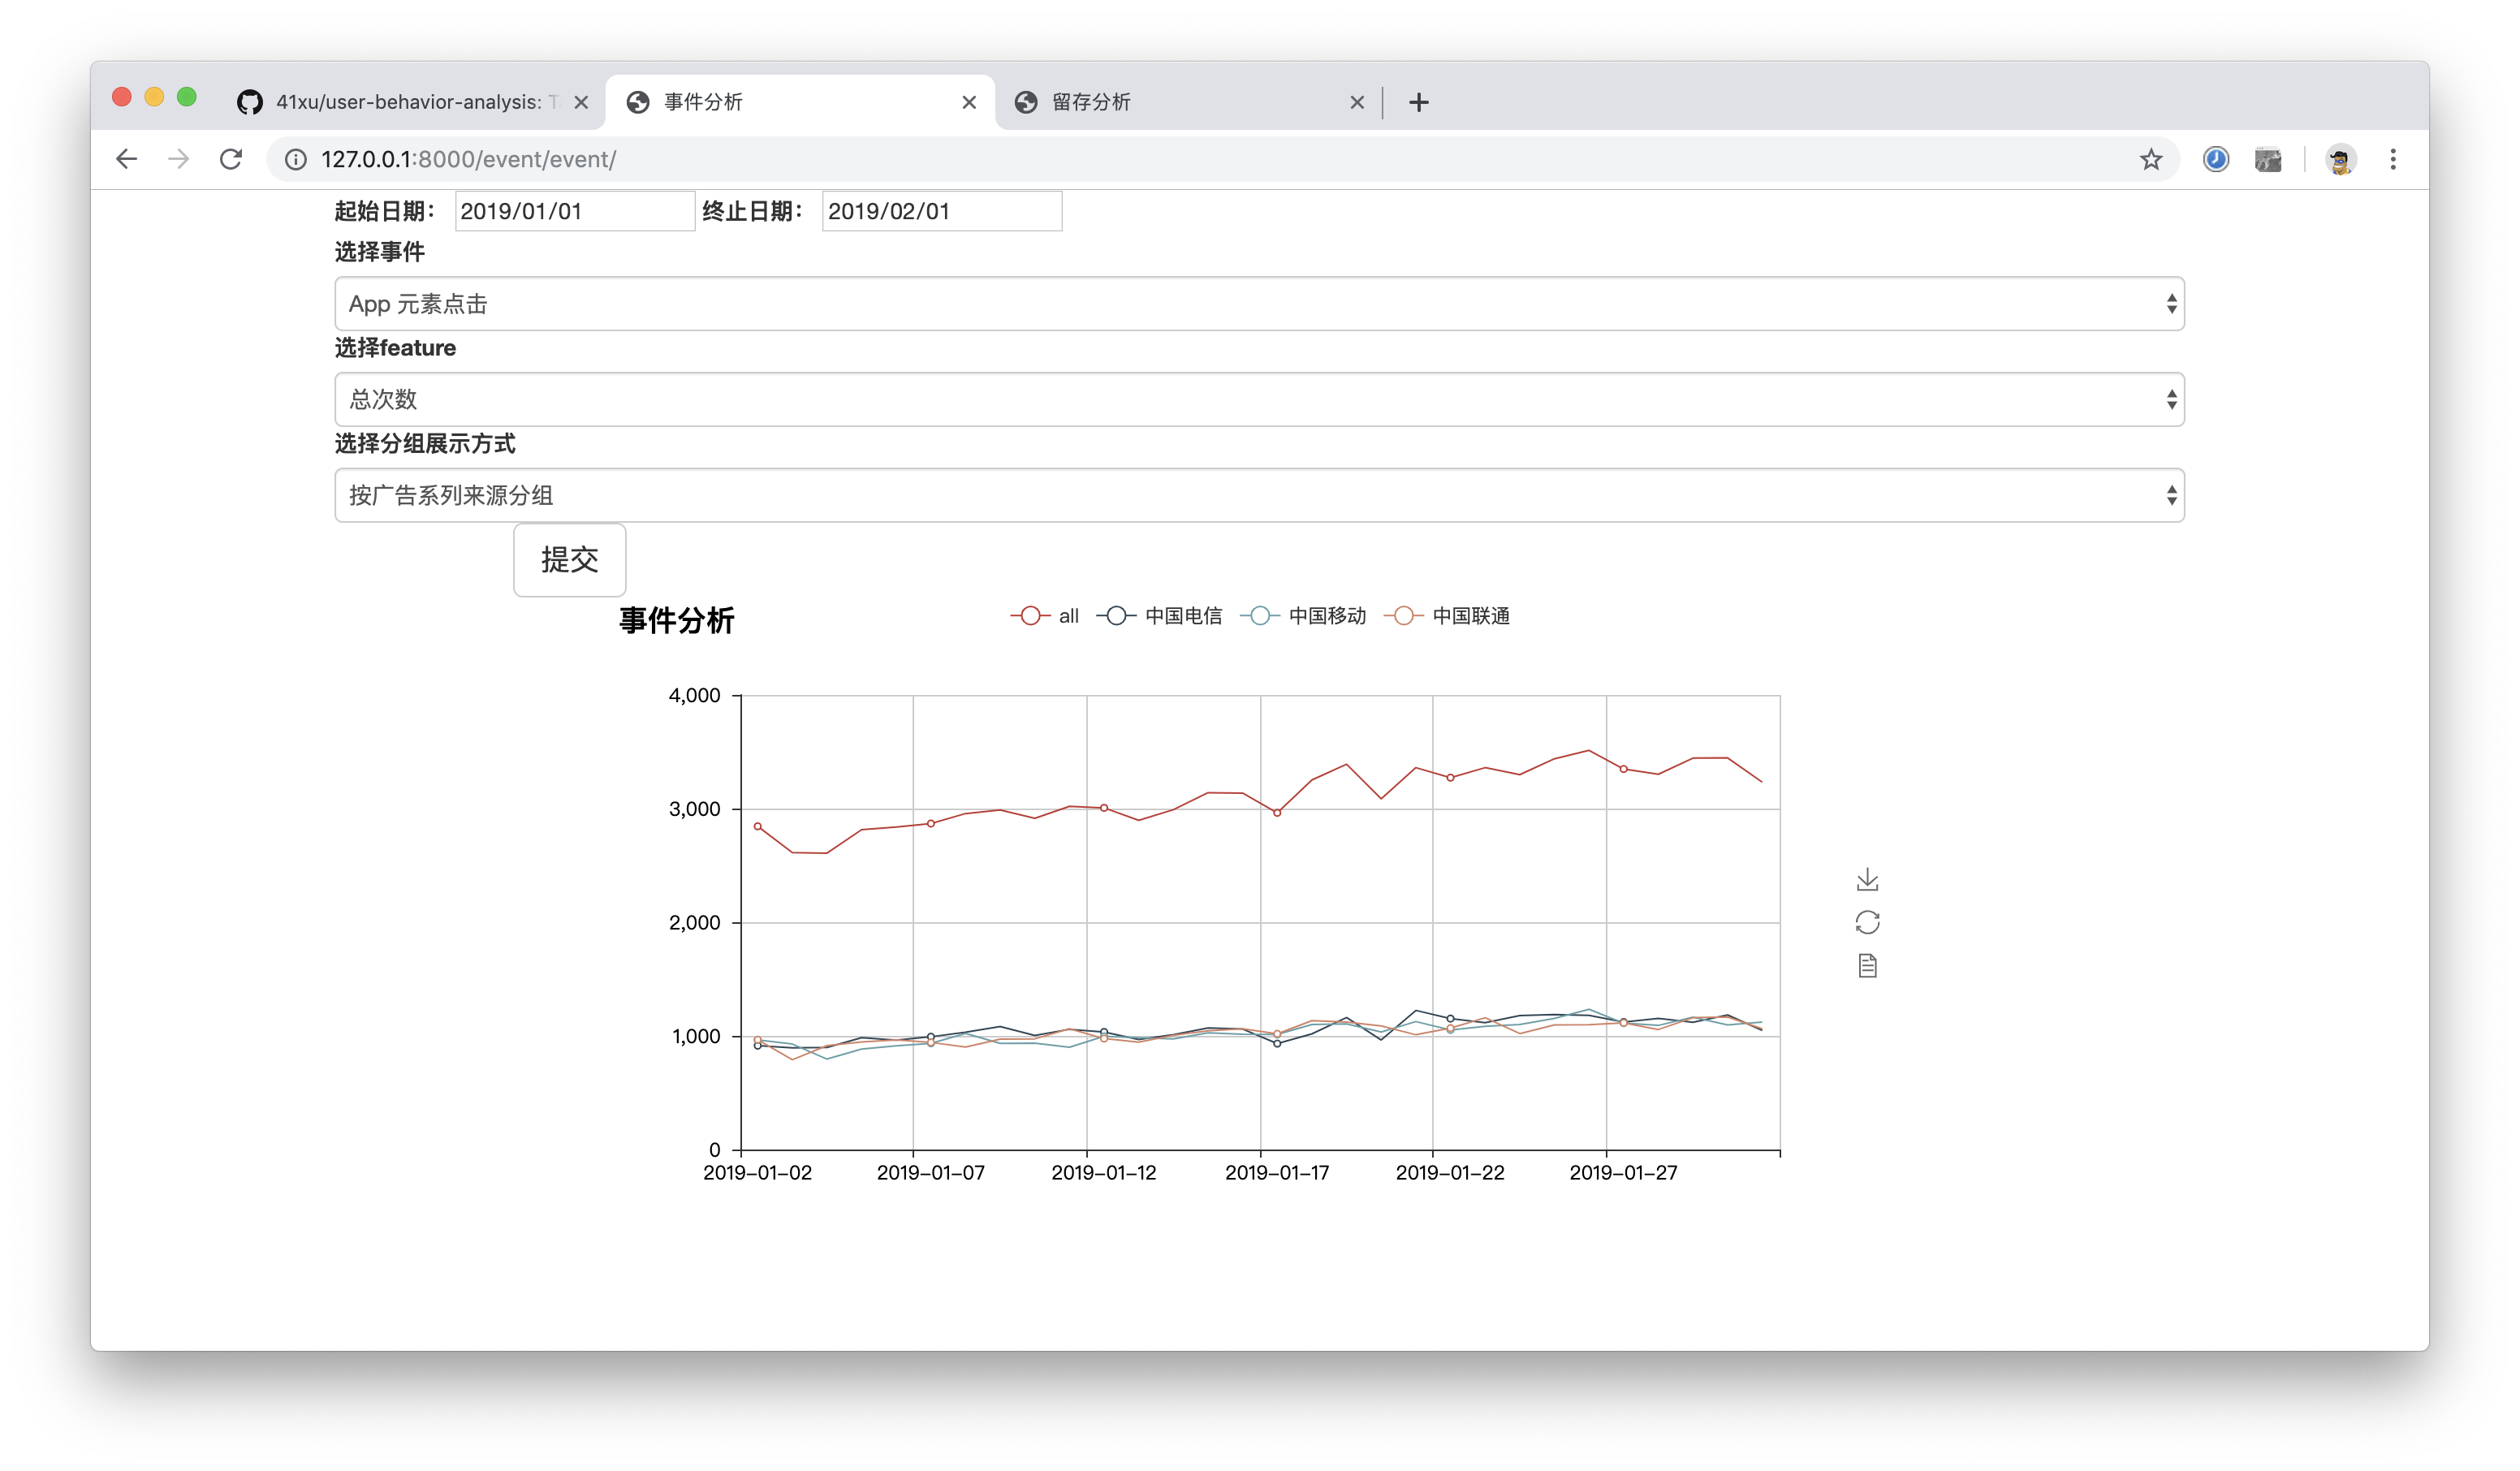 41xu/user-behavior-analysis:
事件分析
留存分析
127.0.0.1:8000/event/event/
起始日期： 2019/01/01 终止日期： 2019/02/01
选择事件
App 元素点击
选择feature
总次数
选择分组展示方式
按广告系列来源分组
提交
事件分析
all 中国电信 中国移动 中国联通
4,000
3,000
2,000
1,000
0
2019-01-02 2019-01-07 2019-01-12 2019-01-17 2019-01-22 2019-01-27